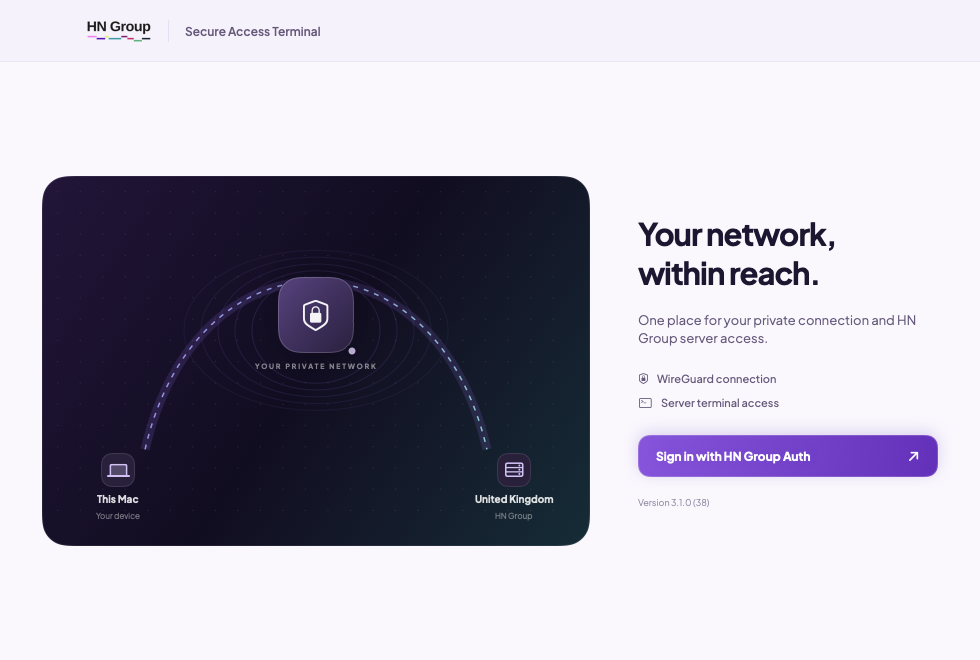 HN Group
Secure Access Terminal
YOUR PRIVATE NETWORK
This Mac
Your device
United Kingdom
HN Group
Your network,
within reach.
One place for your private connection and HN
Group server access.
WireGuard connection
Server terminal access
Sign in with HN Group Auth
Version 3.1.0 (38)